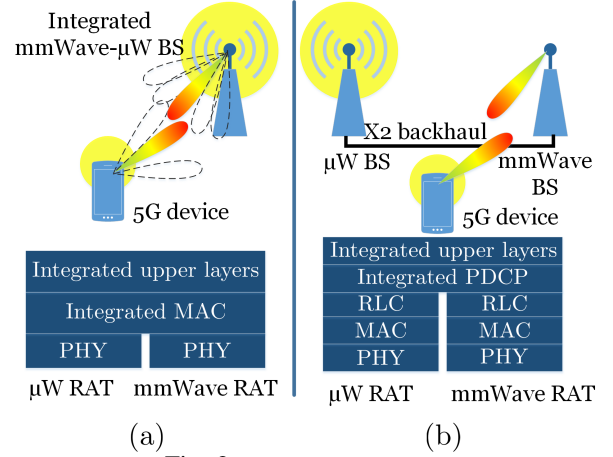 Integrated
mmWave-µW BS
5G device
Integrated upper layers
Integrated MAC
PHY PHY
µW RAT mmWave RAT
(a)
X2 backhaul
µW BS
mmWave
BS
5G device
Integrated upper layers
Integrated PDCP
RLC RLC
MAC MAC
PHY PHY
µW RAT mmWave RAT
(b)